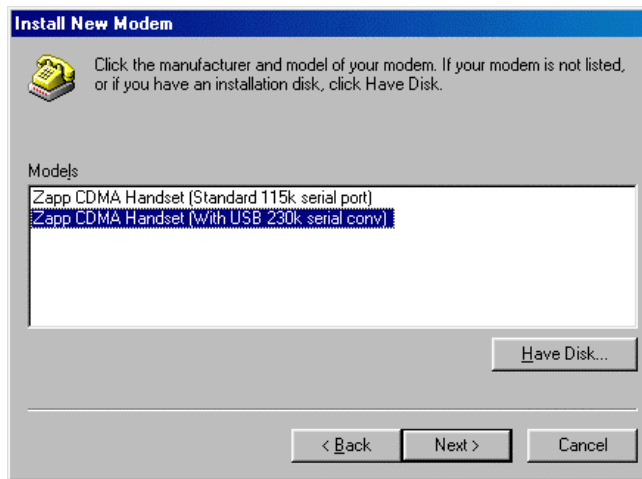 Install New Modem
Click the manufacturer and model of your modem. If your modem is not listed,
or if you have an installation disk, click Have Disk.
Models
Zapp CDMA Handset (Standard 115k serial port)
Zapp CDMA Handset (With USB 230k serial conv)
Have Disk...
< Back
Next >
Cancel